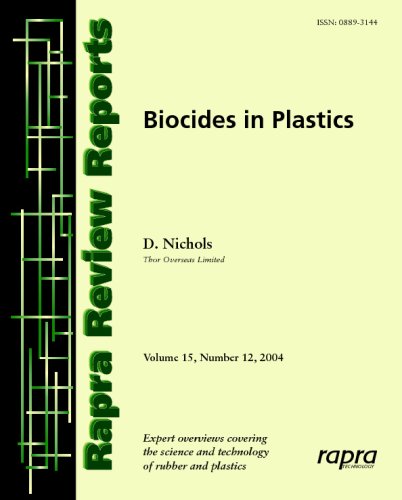 ISSN: 0889-3144
Rapra Review Reports
Biocides in Plastics
D. Nichols
Thor Overseas Limited
Volume 15, Number 12, 2004
Expert overviews covering
the science and technology
of rubber and plastics
rapra
TECHNOLOGY